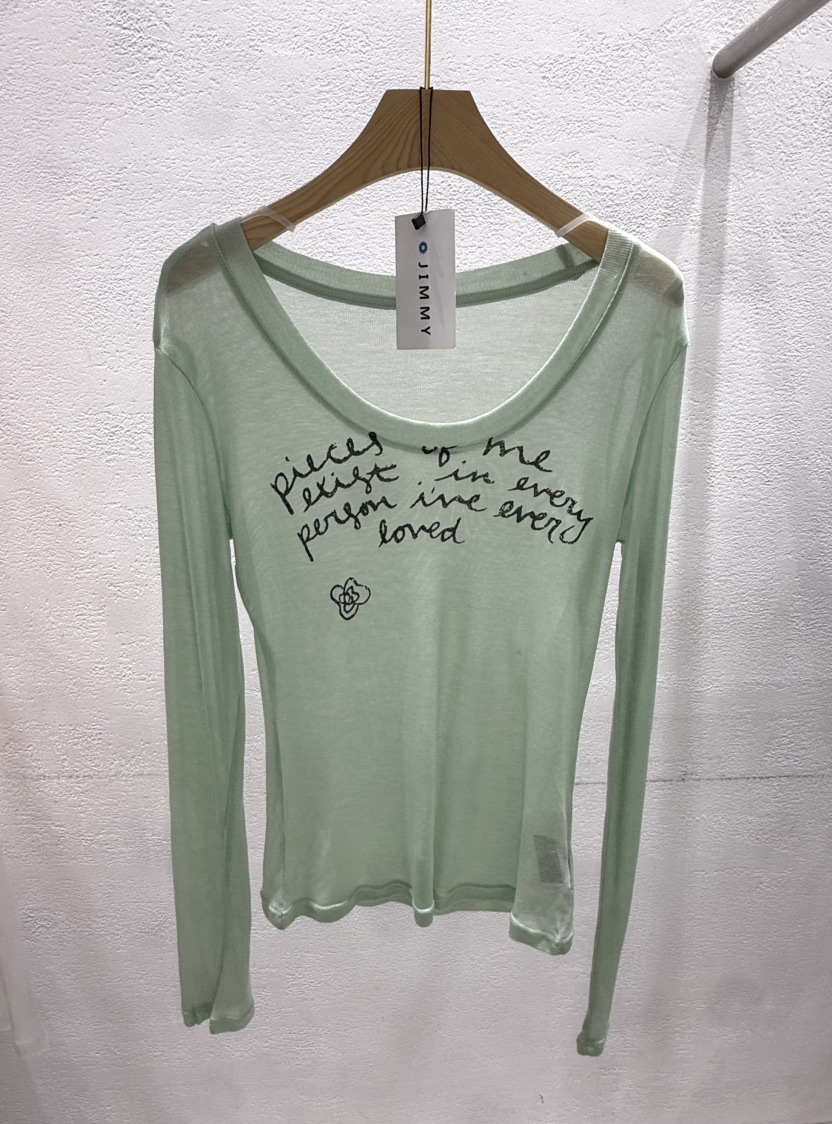 JIMMY
pieces of me
exist in every
person ive ever
loved